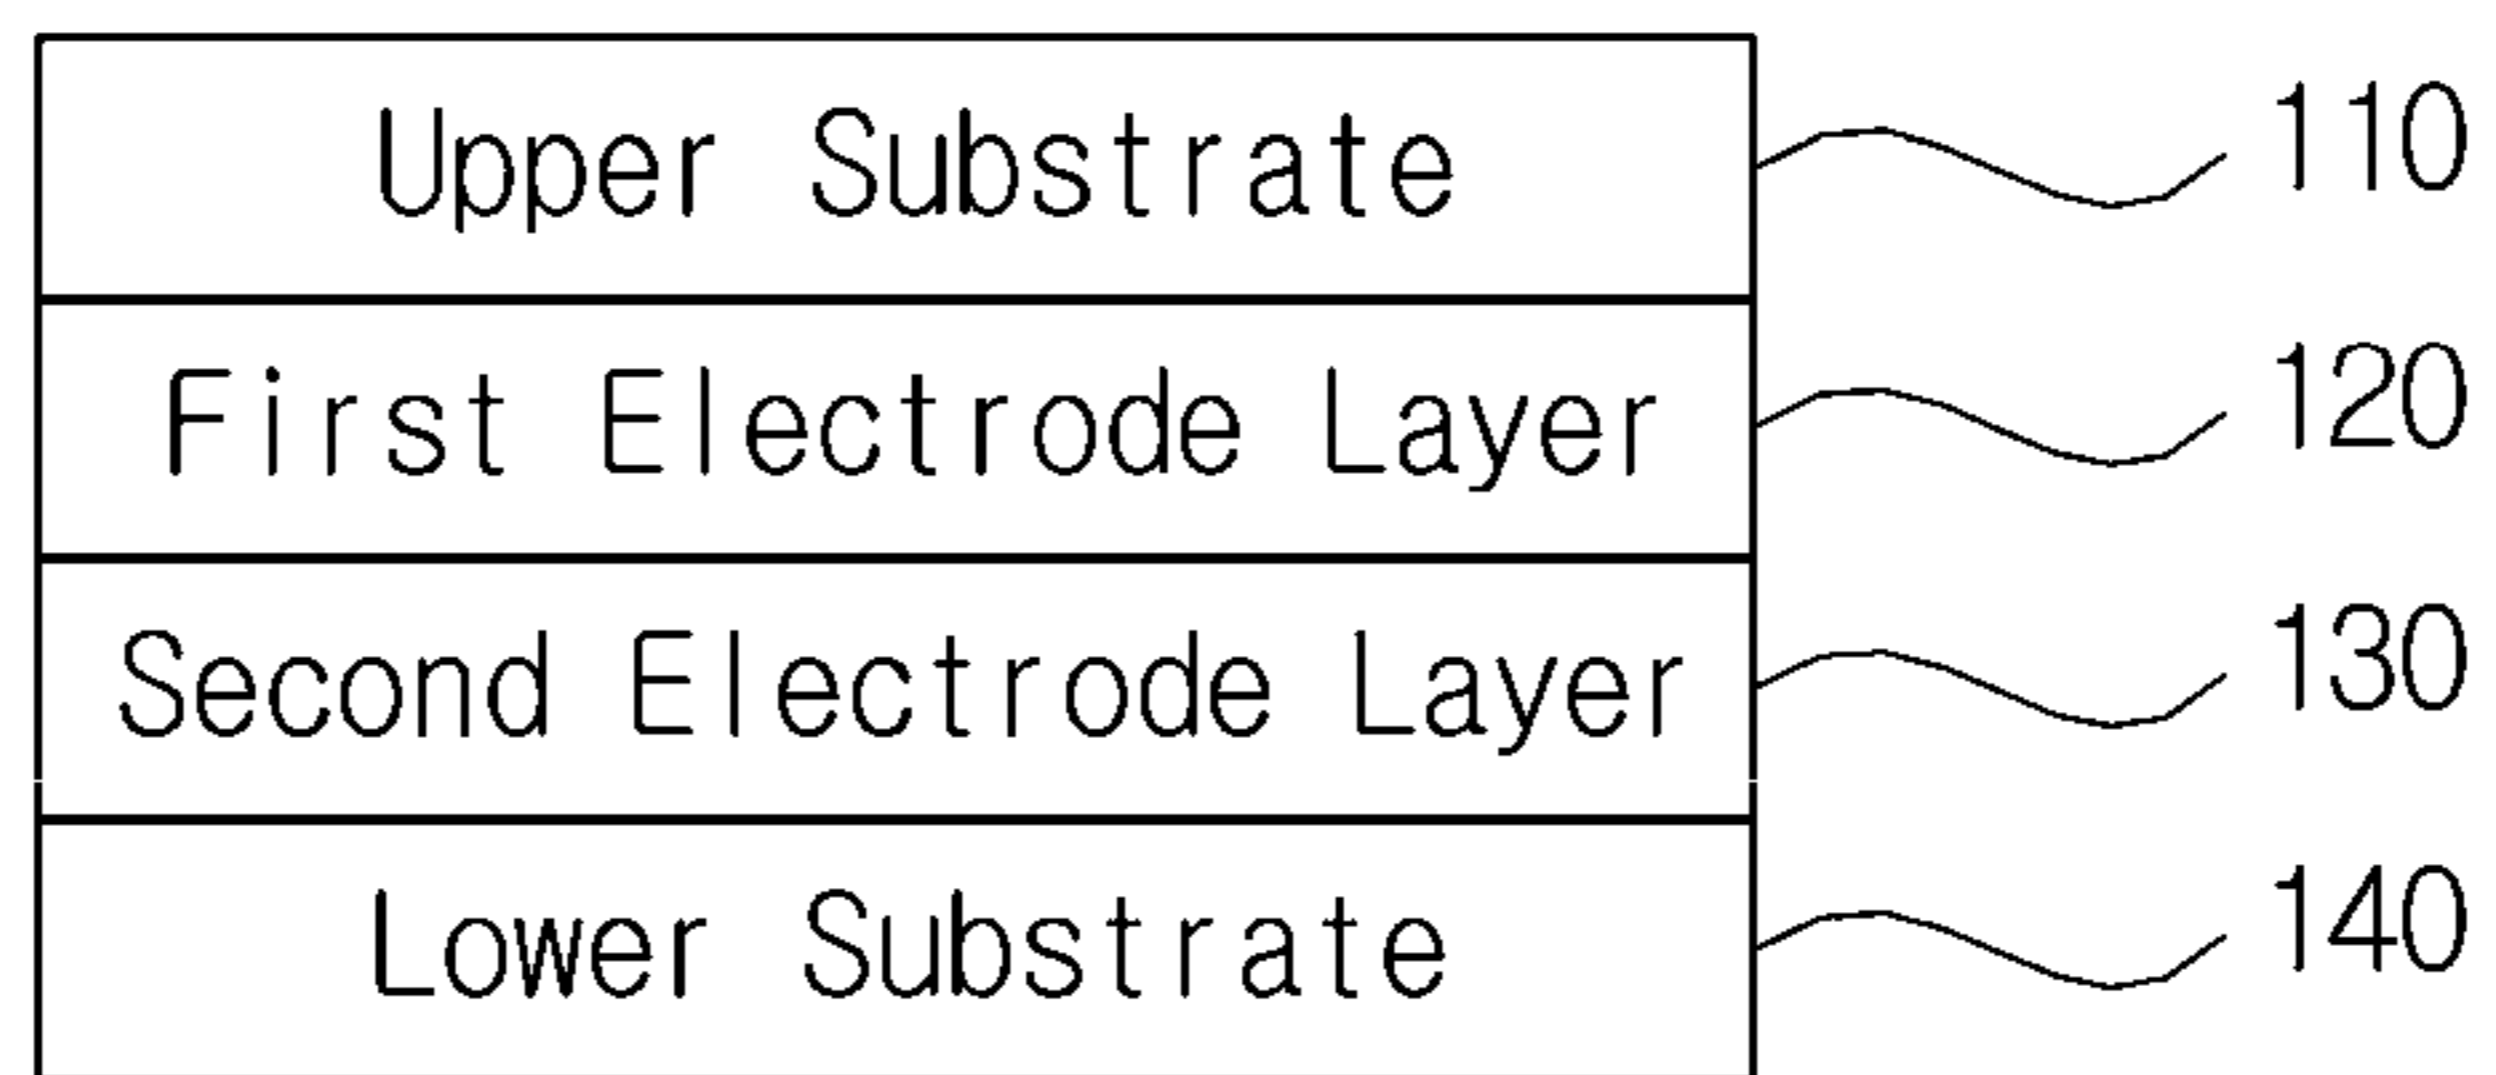 Upper Substrate 110
First Electrode Layer 120
Second Electrode Layer 130
Lower Substrate 140